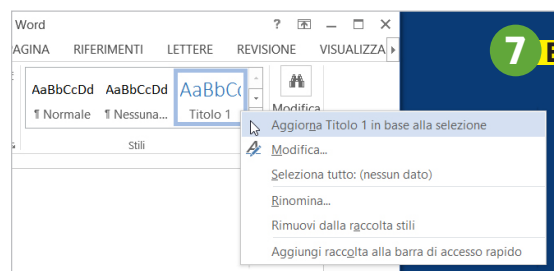 Word ?
AGINA RIFERIMENTI LETTERE REVISIONE VISUALIZZA
7
AaBbCcDd AaBbCcDd AaBbCc
¶ Normale ¶ Nessuna... Titolo 1
Modifica
Stili
Aggiorna Titolo 1 in base alla selezione
Modifica...
Seleziona tutto: (nessun dato)
Rinomina...
Rimuovi dalla raccolta stili
Aggiungi raccolta alla barra di accesso rapido